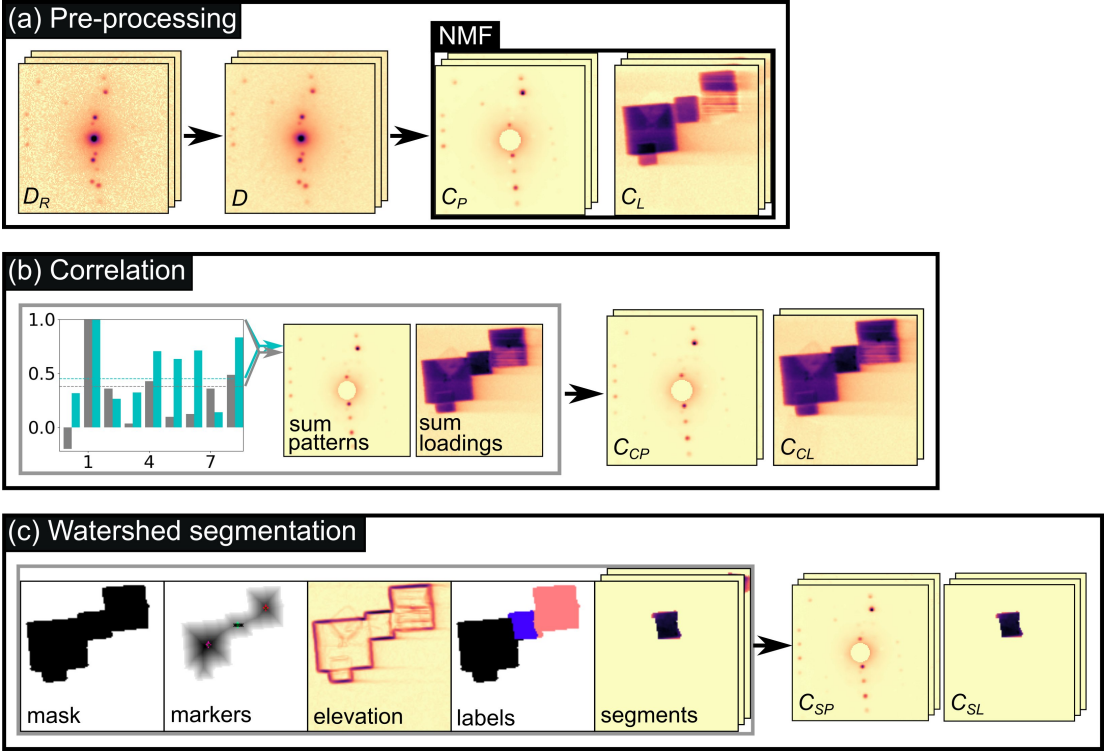 (a) Pre-processing
NMF
D_R
D
C_P
C_L
(b) Correlation
1.0
0.5
0.0
1 4 7
sum
patterns
sum
loadings
C_CP
C_CL
(c) Watershed segmentation
mask
markers
elevation
labels
segments
C_SP
C_SL